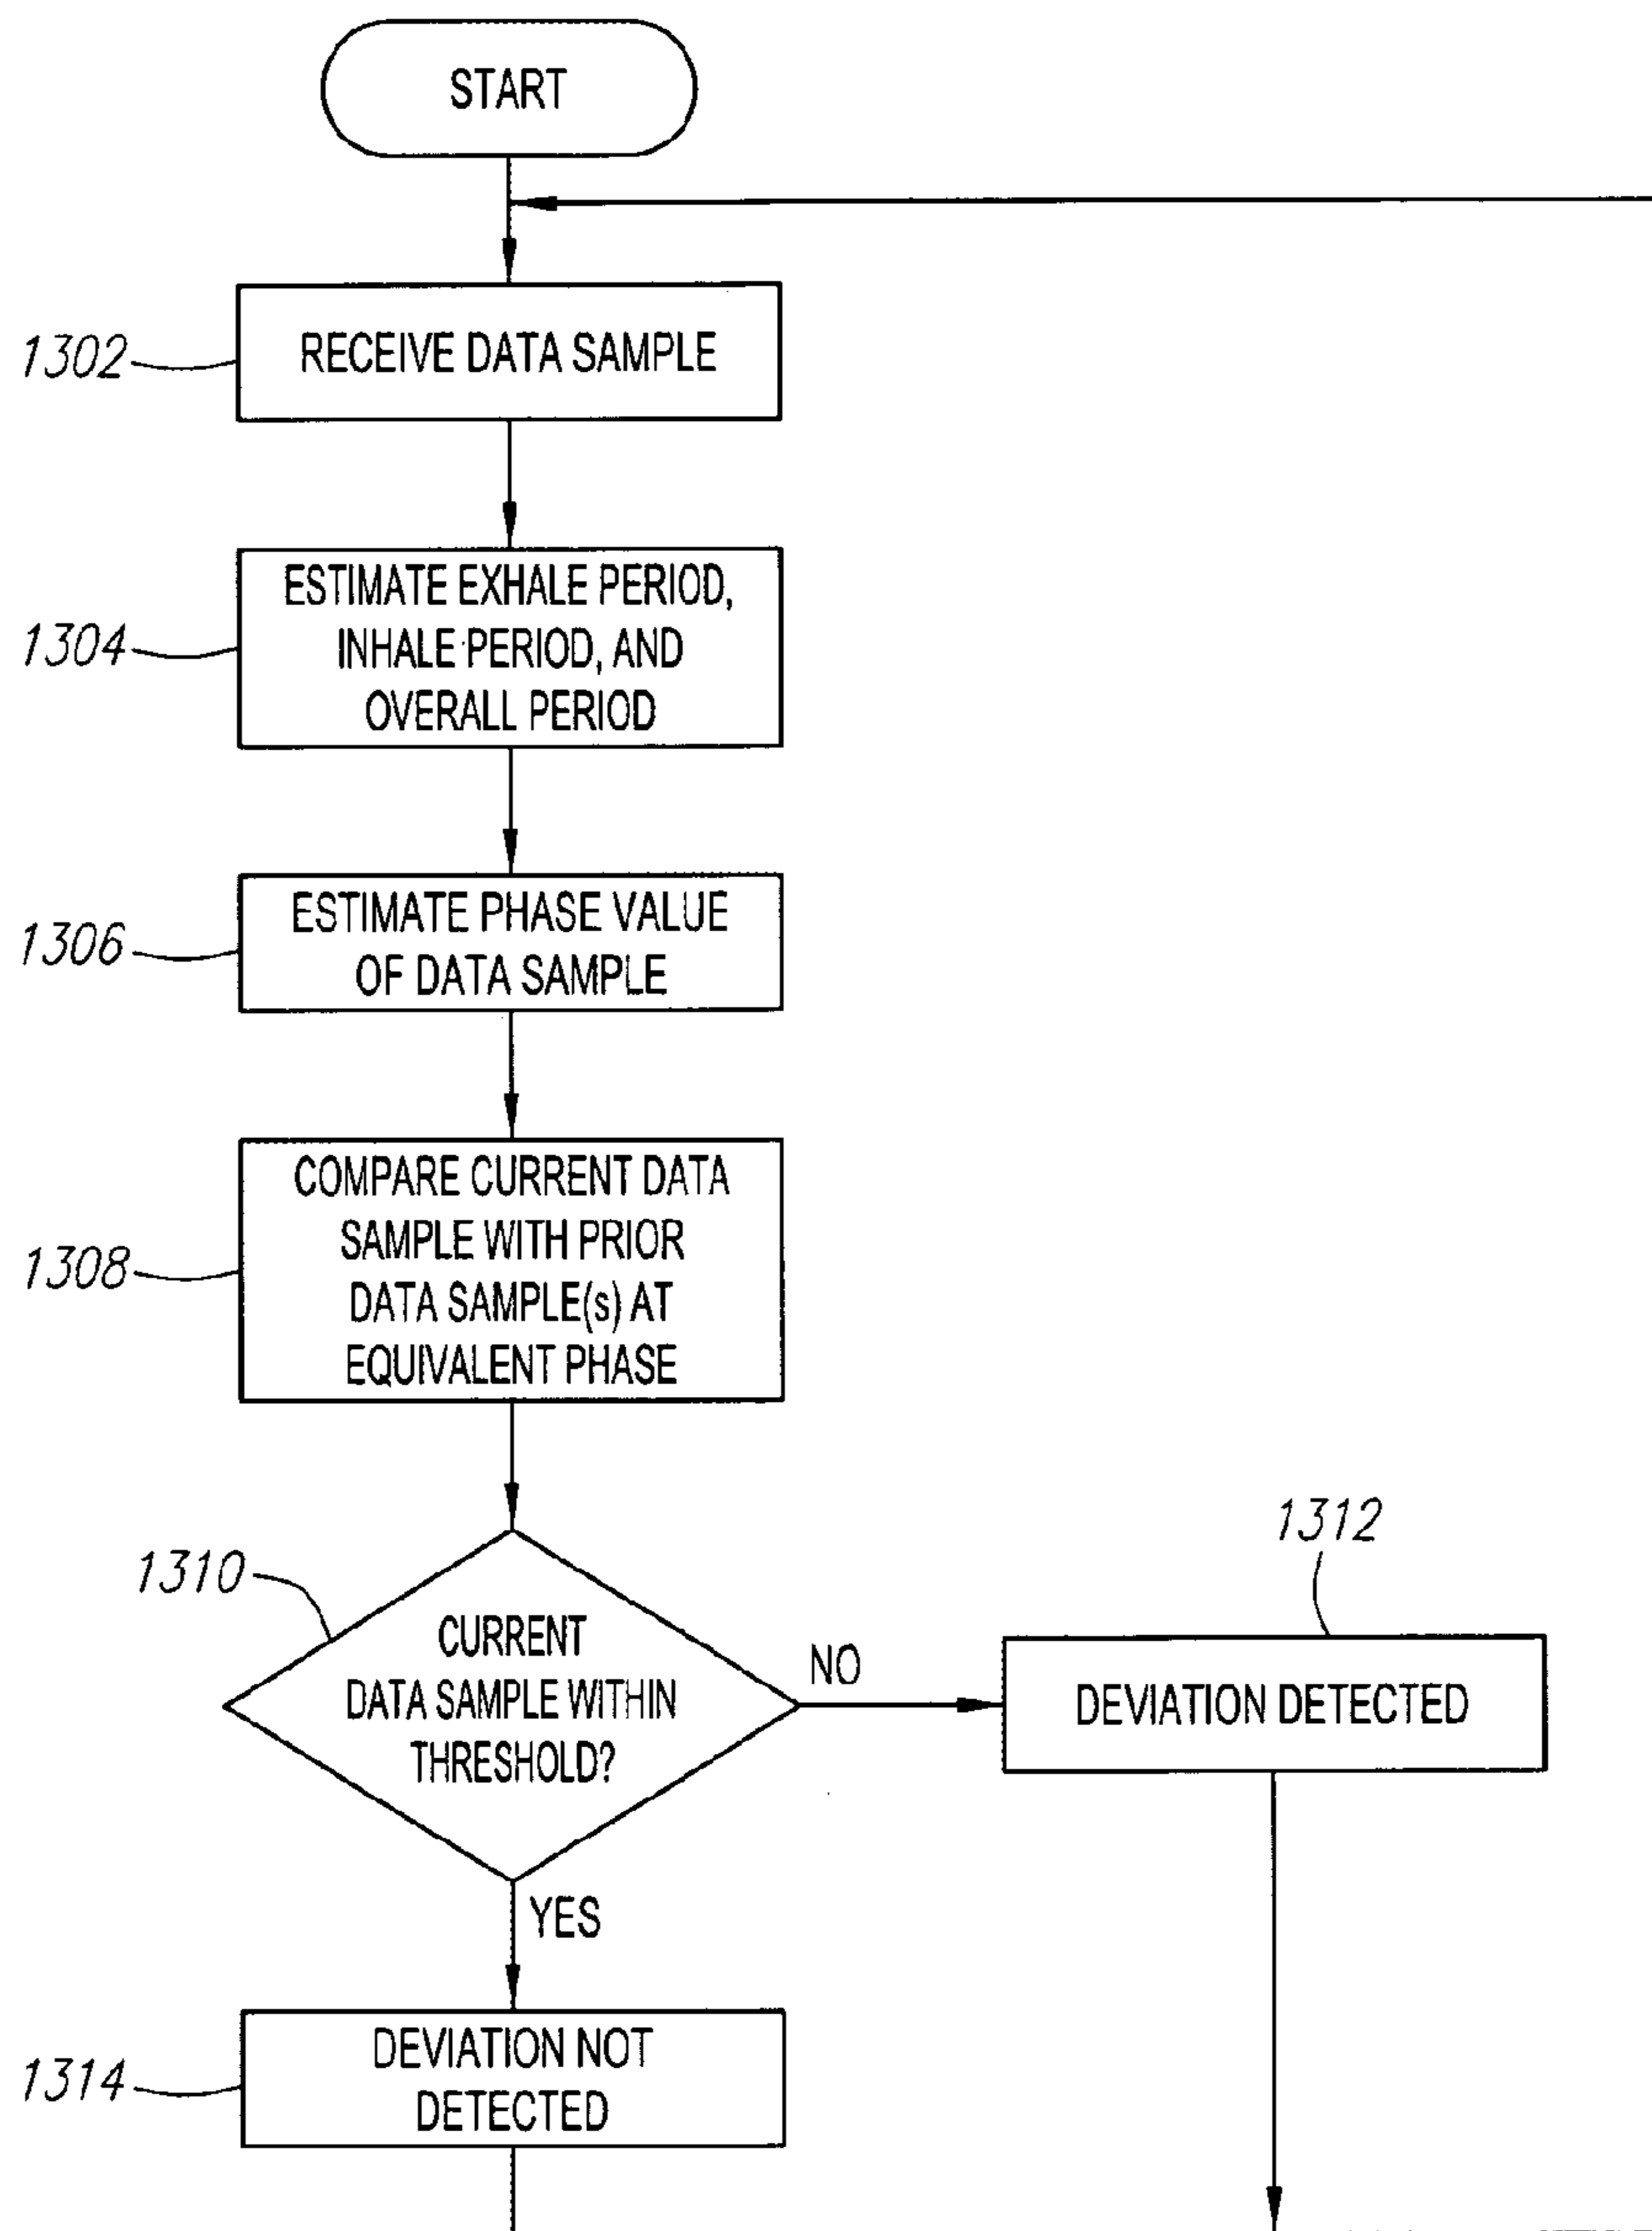 START
1302
RECEIVE DATA SAMPLE
1304
ESTIMATE EXHALE PERIOD,
INHALE PERIOD, AND
OVERALL PERIOD
1306
ESTIMATE PHASE VALUE
OF DATA SAMPLE
1308
COMPARE CURRENT DATA
SAMPLE WITH PRIOR
DATA SAMPLE(s) AT
EQUIVALENT PHASE
1310
CURRENT
DATA SAMPLE WITHIN
THRESHOLD?
NO
1312
DEVIATION DETECTED
YES
1314
DEVIATION NOT
DETECTED